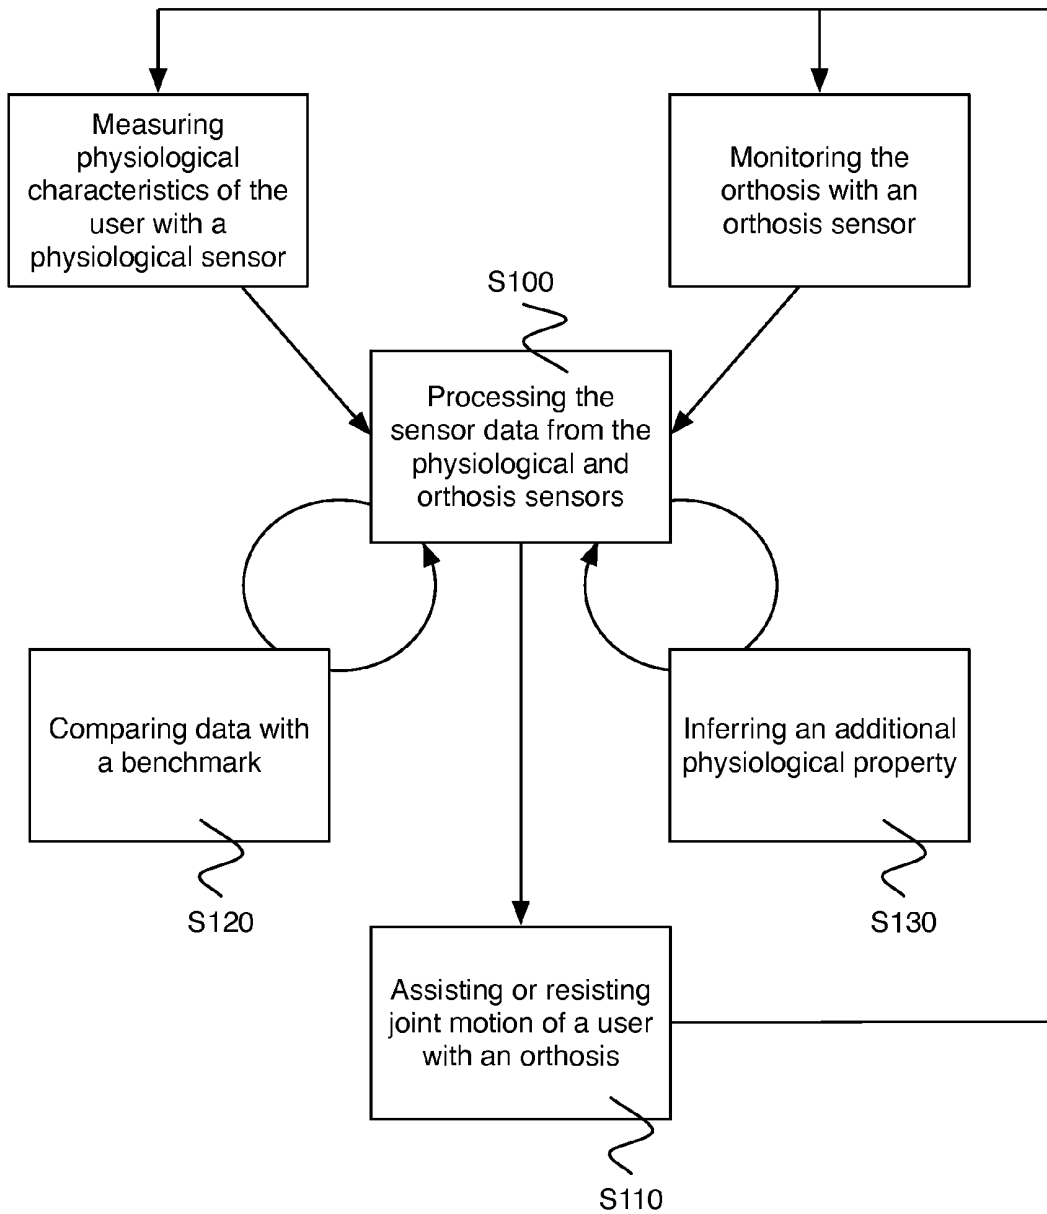 Measuring
physiological
characteristics of the
user with a
physiological sensor
Monitoring the
orthosis with an
orthosis sensor
S100
Processing the
sensor data from the
physiological and
orthosis sensors
Comparing data with
a benchmark
S120
Inferring an additional
physiological property
S130
Assisting or resisting
joint motion of a user
with an orthosis
S110